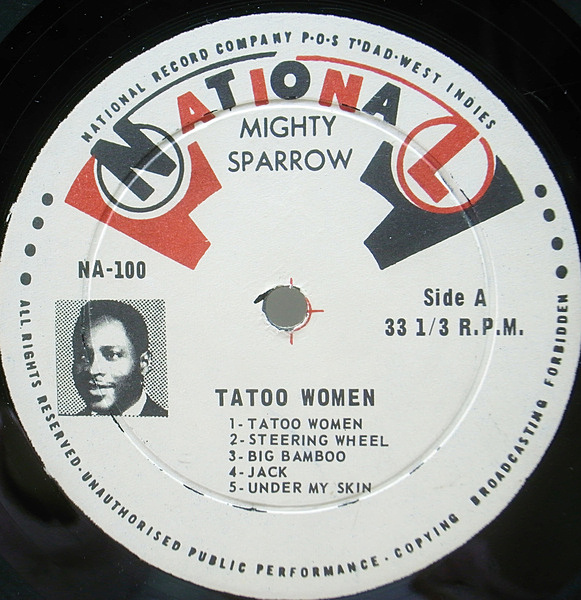 NATIONAL RECORD COMPANY P•O•S T'DAD-WEST INDIES
NATIONAL
MIGHTY
SPARROW
NA-100
Side A
33 1/3 R.P.M.
TATOO WOMEN
1-TATOO WOMEN
2-STEERING WHEEL
3-BIG BAMBOO
4-JACK
5-UNDER MY SKIN
ALL RIGHTS RESERVED-UNAUTHORISED PUBLIC PERFORMANCE-COPYING BROADCASTING FORBIDDEN